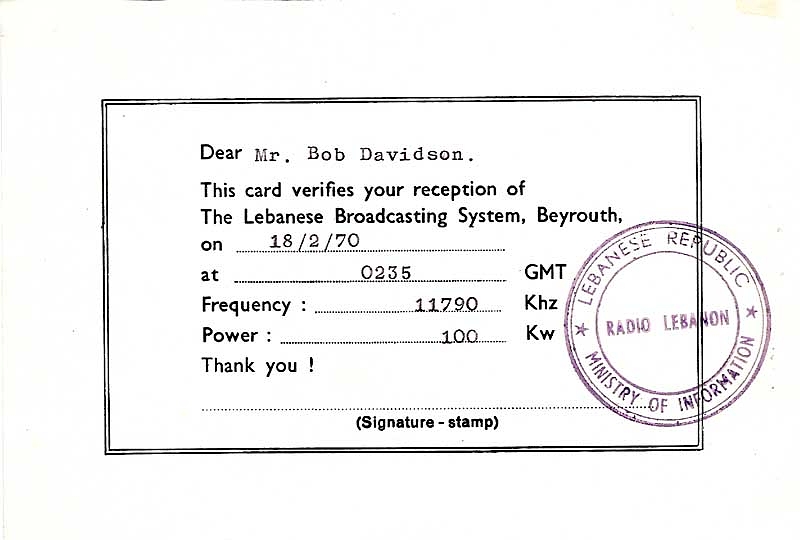 Dear Mr. Bob Davidson.
This card verifies your reception of
The Lebanese Broadcasting System, Beyrouth,
on 18/2/70
at 0235 GMT
Frequency : 11790 Khz
Power : 100 Kw
Thank you !
(Signature - stamp)
LEBANESE REPUBLIC
RADIO LEBANON
MINISTRY OF INFORMATION